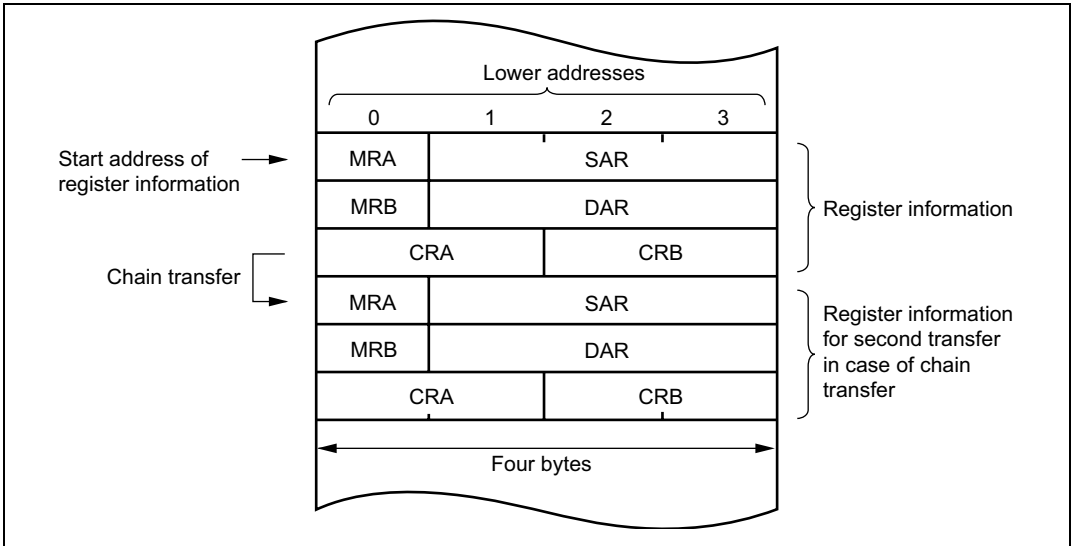 Lower addresses
0 1 2 3
Start address of
register information
MRA SAR
MRB DAR
CRA CRB
Register information
Chain transfer
MRA SAR
MRB DAR
CRA CRB
Register information
for second transfer
in case of chain
transfer
Four bytes